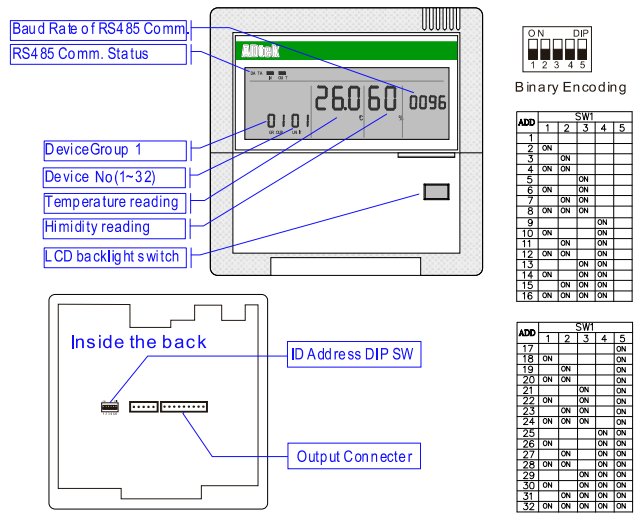 Baud Rate of RS485 Comm.
RS485 Comm. Status
ADtek
DA TA IN OU T
26.0 60 0096
01 01
℃ %
DeviceGroup 1
Device No(1~32)
Temperature reading
Himidity reading
LCD backlight switch
ON DIP
1 2 3 4 5
Binary Encoding
ADD SW1
1 2 3 4 5
1
2 ON
3 ON
4 ON ON
5 ON
6 ON ON
7 ON ON
8 ON ON ON
9 ON
10 ON ON
11 ON ON
12 ON ON ON
13 ON ON
14 ON ON ON
15 ON ON ON
16 ON ON ON ON
ADD SW1
1 2 3 4 5
17 ON
18 ON ON
19 ON ON
20 ON ON ON
21 ON ON
22 ON ON ON
23 ON ON ON
24 ON ON ON ON
25 ON ON
26 ON ON ON
27 ON ON ON
28 ON ON ON ON
29 ON ON ON
30 ON ON ON ON
31 ON ON ON ON
32 ON ON ON ON ON
Inside the back
ID Address DIP SW
Output Connecter